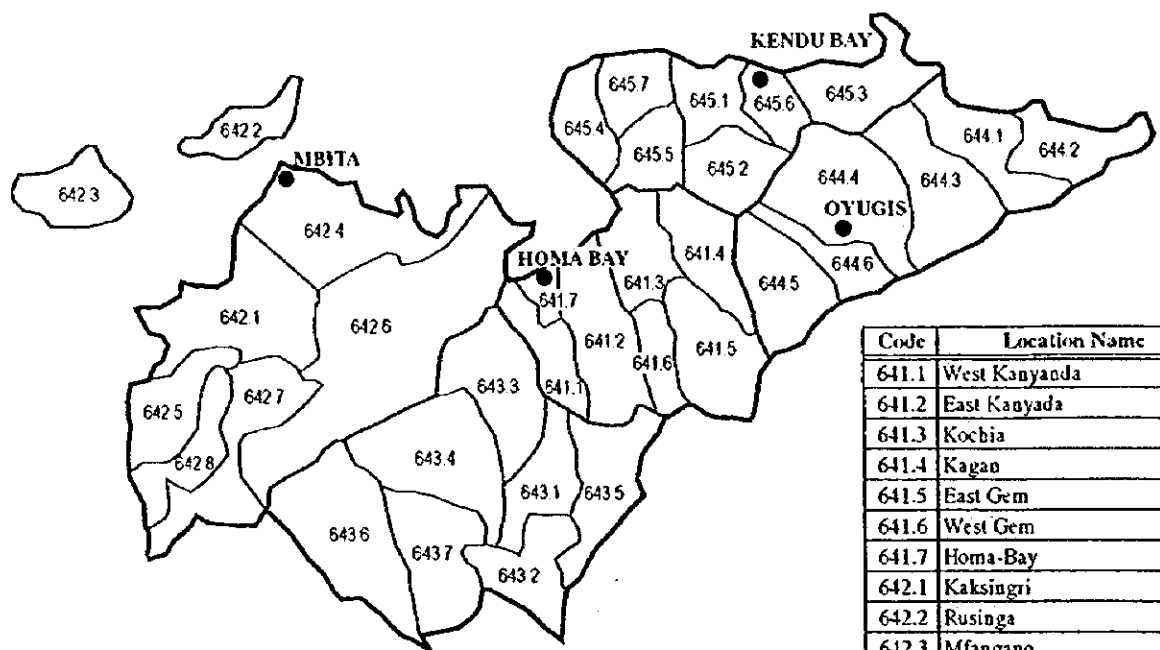 KENDU BAY
645.7
645.1
645.6
645.3
642.2
645.4
644.1
645.5
644.2
MBITA
645.2
642.3
644.4
644.3
OYUGIS
642.4
641.4
HOMA BAY
644.6
641.3
641.7
644.5
642.1
642.6
641.2
641.5
641.6
643.3
641.1
642.7
642.5
643.4
642.8
643.1
643.5
643.6
643.7
643.2
Code Location Name
641.1 West Kanyanda
641.2 East Kanyada
641.3 Kochia
641.4 Kagan
641.5 East Gem
641.6 West Gem
641.7 Homa-Bay
642.1 Kaksingri
642.2 Rusinga
642.3 Mfangano